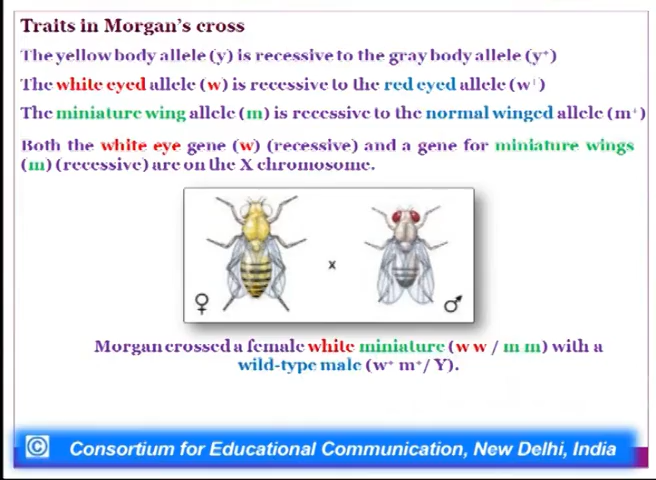 Traits in Morgan's cross
The yellow body allele (y) is recessive to the gray body allele (y⁺)
The white eyed allele (w) is recessive to the red eyed allele (w⁺)
The miniature wing allele (m) is recessive to the normal winged allele (m⁺)
Both the white eye gene (w) (recessive) and a gene for miniature wings
(m) (recessive) are on the X chromosome.
♀ x ♂
Morgan crossed a female white miniature (w w / m m) with a
wild-type male (w⁺ m⁺/ Y).
© Consortium for Educational Communication, New Delhi, India